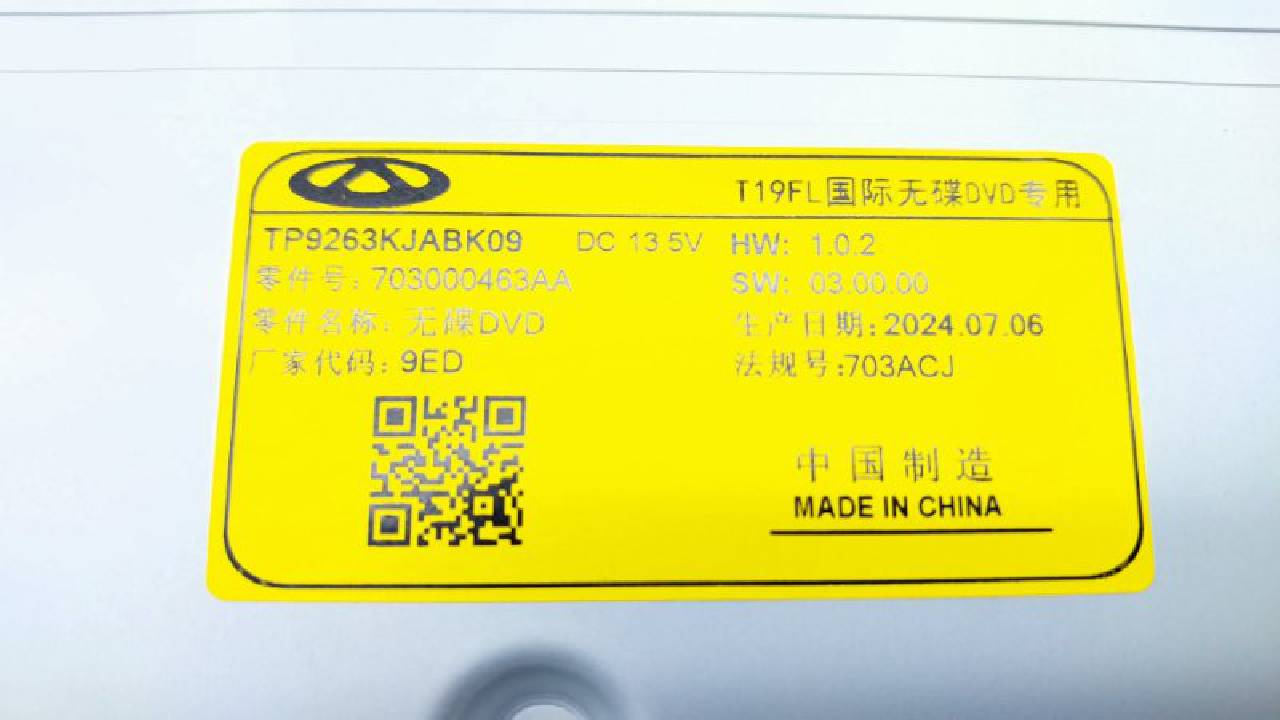 T19FL国际无碟DVD专用
TP9263KJABK09 DC 13.5V HW: 1.0.2
零件号: 703000463AA SW: 03.00.00
零件名称: 无碟DVD 生产日期:2024.07.06
厂家代码: 9ED 法规号:703ACJ
中国制造
MADE IN CHINA